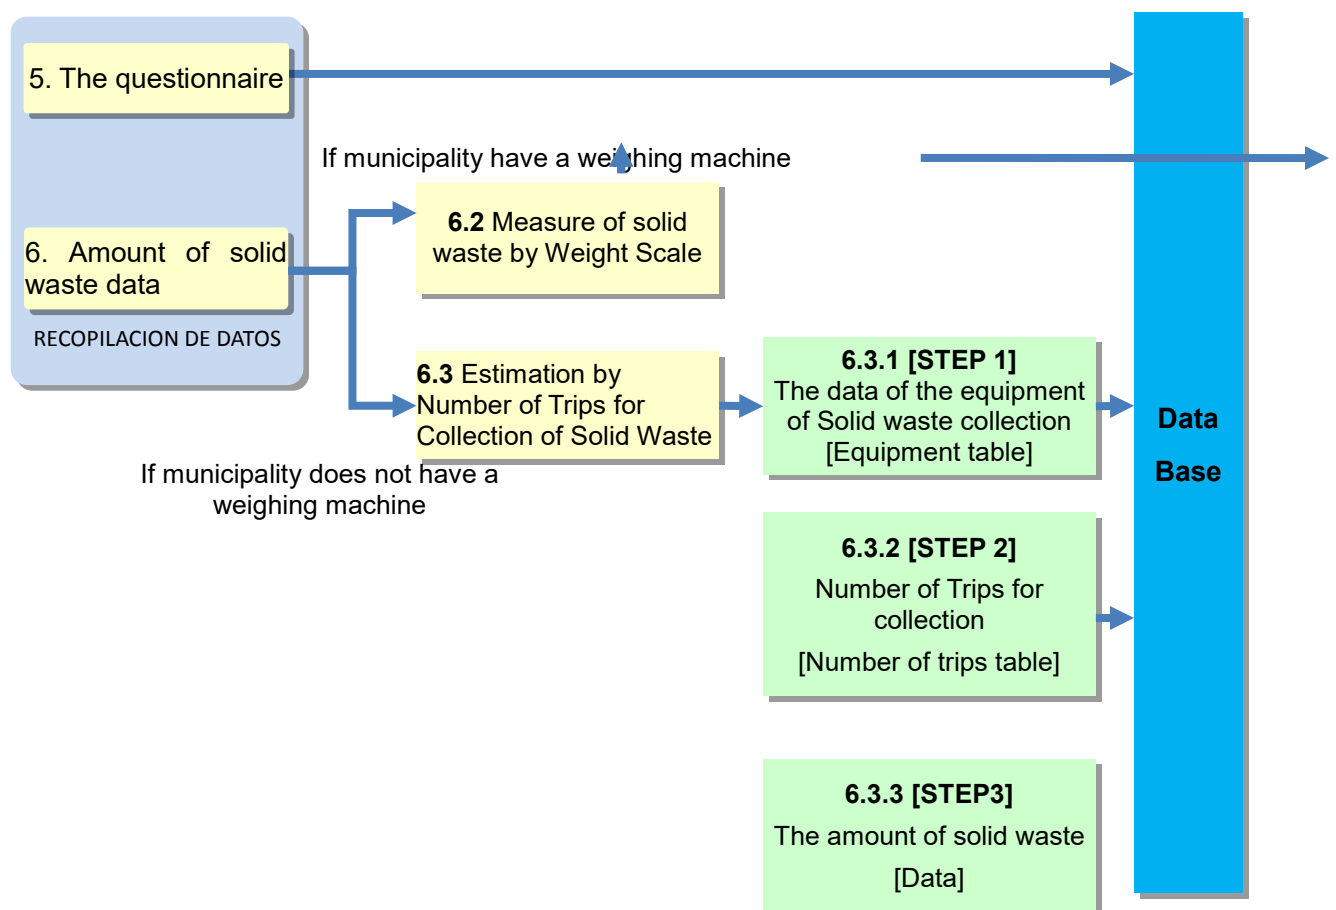 5. The questionnaire
If municipality have a weighing machine
6.2 Measure of solid
waste by Weight Scale
6. Amount of solid
waste data
RECOPILACION DE DATOS
6.3 Estimation by
Number of Trips for
Collection of Solid Waste
If municipality does not have a
weighing machine
6.3.1 [STEP 1]
The data of the equipment
of Solid waste collection
[Equipment table]
6.3.2 [STEP 2]
Number of Trips for
collection
[Number of trips table]
6.3.3 [STEP3]
The amount of solid waste
[Data]
Data
Base